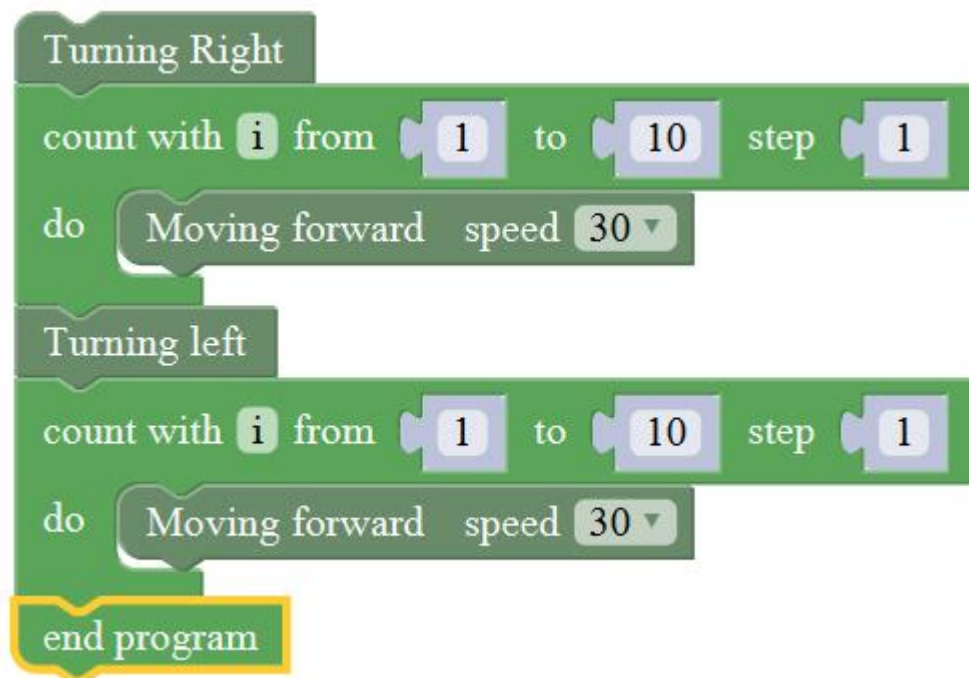 Turning Right
count with i from 1 to 10 step 1
do Moving forward speed 30
Turning left
count with i from 1 to 10 step 1
do Moving forward speed 30
end program